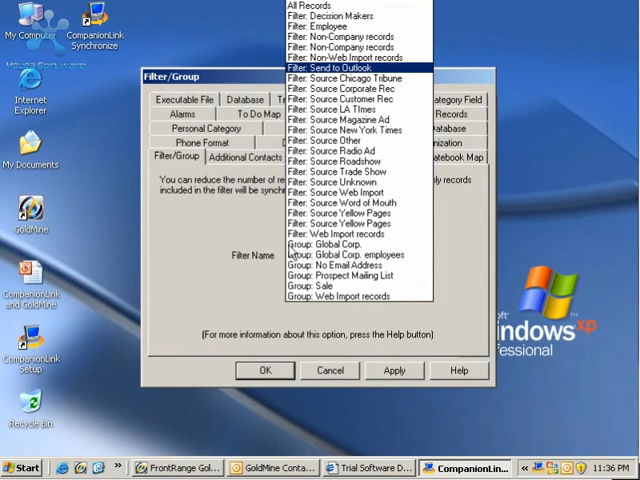 My Computer
CompanionLink
Synchronize
Internet
Explorer
My Documents
GoldMine
CompanionLink
and GoldMine
CompanionLink
Setup
Recycle Bin
Filter/Group
Executable File
Database
Alarms
To Do Map
Records
Personal Category
Phone Format
Filter/Group
Additional Contacts
ategory Field
atabase
nization
atebook Map
You can reduce the number of re
ly records
included in the filter will be synchr
Filter Name
All Records
Filter: Decision Makers
Filter: Employee
Filter: Non-Company records
Filter: Non-Company records
Filter: Non-Web Import records
Filter: Send to Outlook
Filter: Source Chicago Tribune
Filter: Source Corporate Rec
Filter: Source Customer Rec
Filter: Source LA TImes
Filter: Source Magazine Ad
Filter: Source New York Times
Filter: Source Other
Filter: Source Radio Ad
Filter: Source Roadshow
Filter: Source Trade Show
Filter: Source Unknown
Filter: Source Web Import
Filter: Source Word of Mouth
Filter: Source Yellow Pages
Filter: Source Yellow Pages
Filter: Web Import records
Group: Global Corp.
Group: Global Corp. employees
Group: No Email Address
Group: Prospect Mailing List
Group: Sale
Group: Web Import records
(For more information about this option, press the Help button)
OK
Cancel
Apply
Help
indows xp
ofessional
Start
FrontRange Gol...
GoldMine Conta...
Trial Software D...
CompanionLin...
11:36 PM